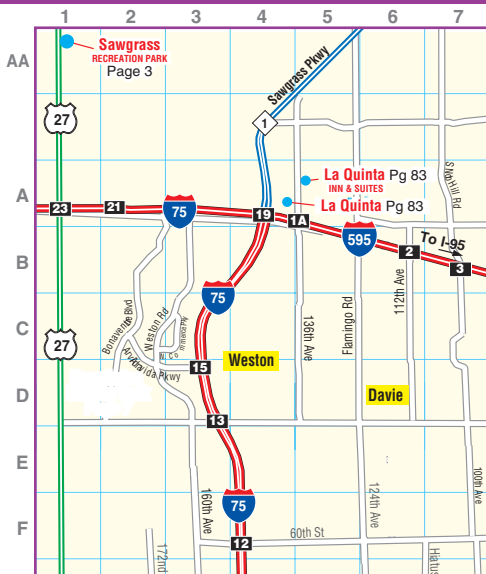 1 2 3 4 5 6 7
AA
Sawgrass
RECREATION PARK
Page 3
Sawgrass Pkwy
27
1
A
La Quinta Pg 83
INN & SUITES
La Quinta Pg 83
S Md Hill Rd
23
21
75
19
1A
595
2
To I-95
3
B
75
112th Ave
C
Bonaventure Blvd
Weston Rd
136th Ave
Flamingo Rd
27
N. Co
Weston
15
Arvida Pkwy
D
Davie
13
E
160th Ave
124th Ave
100th Ave
75
F
60th St
12
172nd
Hiatus